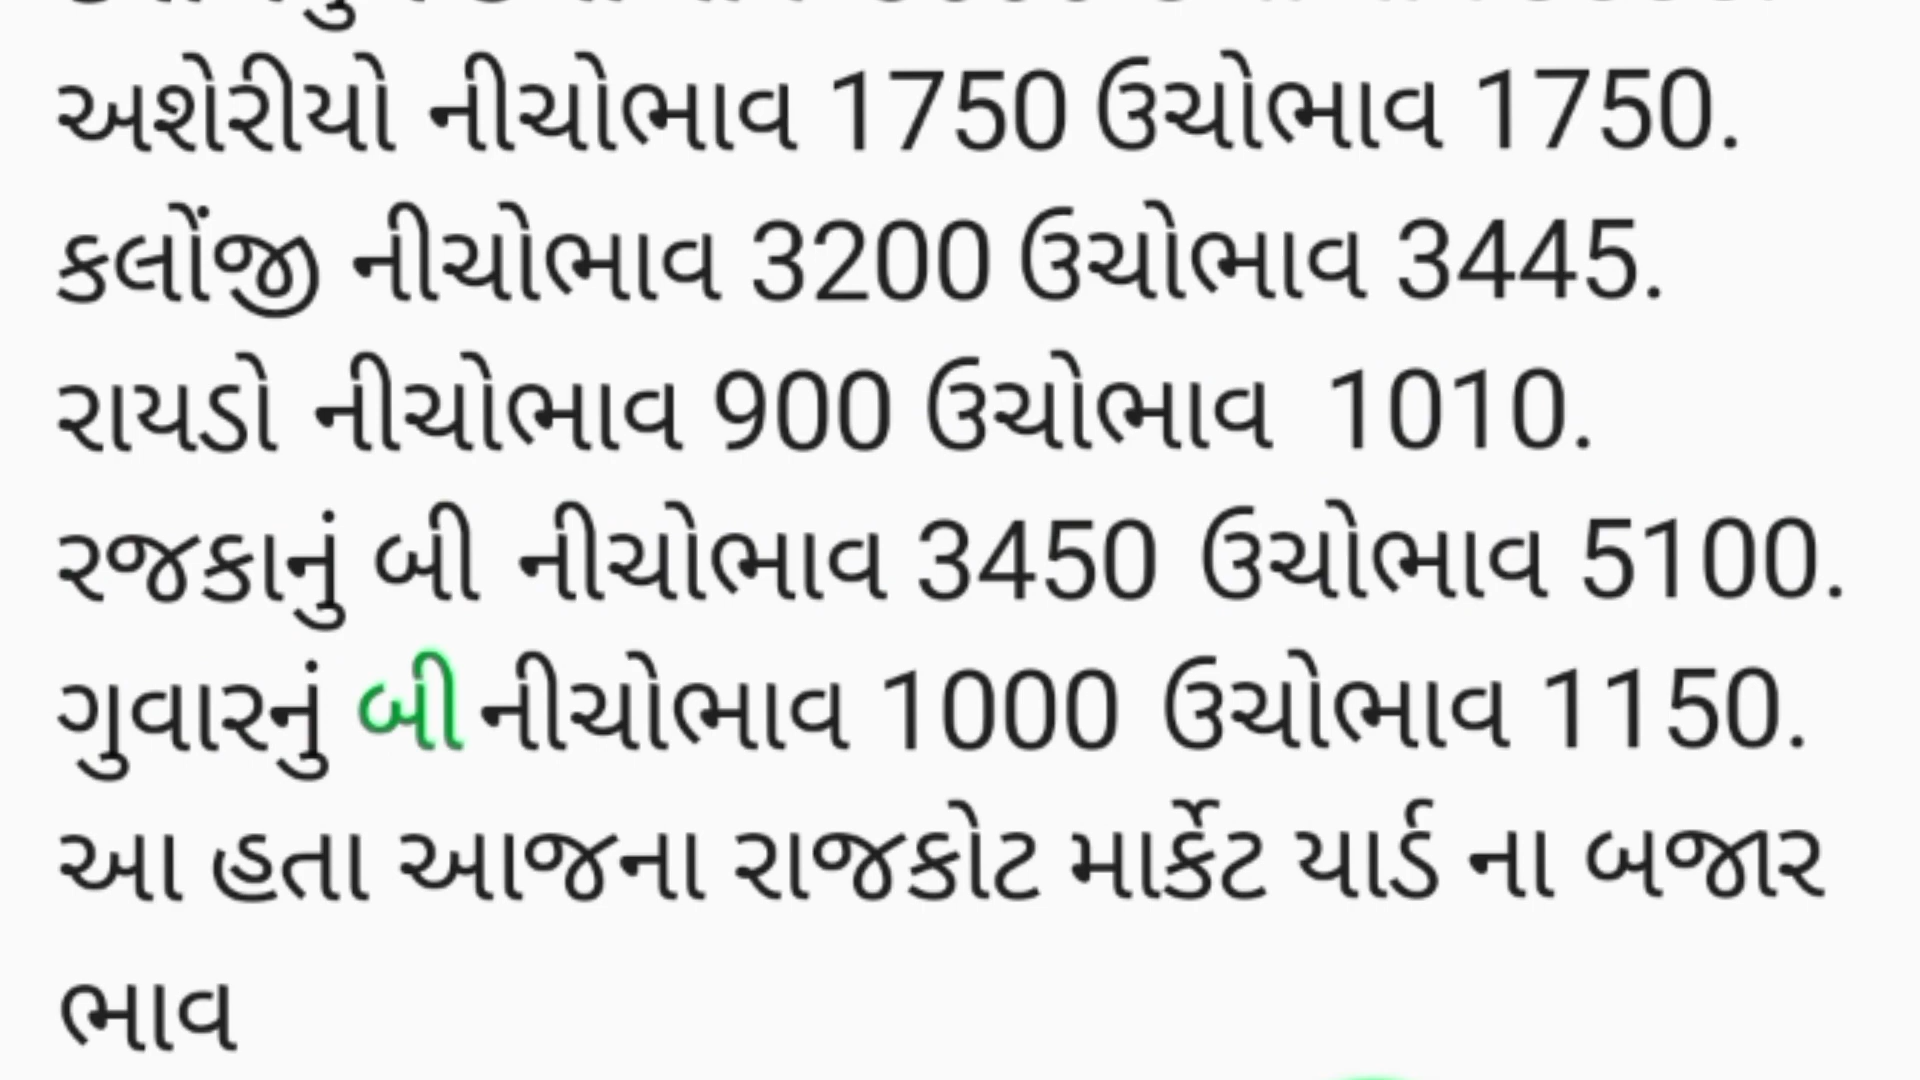 અશેરીયો નીચોભાવ 1750 ઉચોભાવ 1750.
કલોંજી નીચોભાવ 3200 ઉચોભાવ 3445.
રાયડો નીચોભાવ 900 ઉચોભાવ 1010.
રજકાનું બી નીચોભાવ 3450 ઉચોભાવ 5100.
ગુવારનું બી નીચોભાવ 1000 ઉચોભાવ 1150.
આ હતા આજના રાજકોટ માર્કેટ યાર્ડ ના બજાર
ભાવ